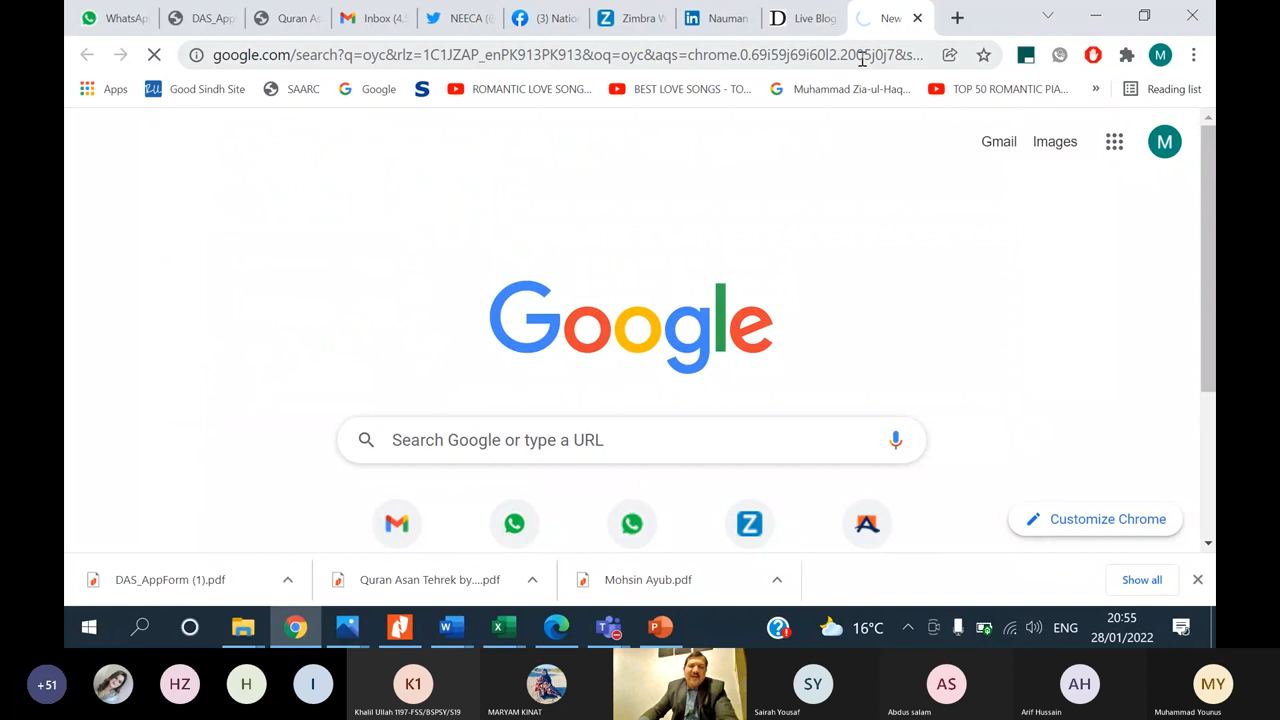 WhatsAp
DAS_App
Quran As
Inbox (4,5
NEECA (@
(3) Natio
Zimbra W
Nauman
Live Blog
New
google.com/search?q=oyc&rlz=1C1JZAP_enPK913PK913&oq=oyc&aqs=chrome.0.69i59j69i60l2.2005j0j7&s...
Apps
Good Sindh Site
SAARC
Google
ROMANTIC LOVE SONG...
BEST LOVE SONGS - TO...
Muhammad Zia-ul-Haq...
TOP 50 ROMANTIC PIA...
»
Reading list
Gmail
Images
M
Google
Search Google or type a URL
Customize Chrome
DAS_AppForm (1).pdf
Quran Asan Tehrek by....pdf
Mohsin Ayub.pdf
Show all
16°C
ENG
20:55
28/01/2022
+51
HZ
H
I
K1
SY
AS
AH
MY
Khalil Ullah 1197-FSS/BSPSY/S19
MARYAM KINAT
Sairah Yousaf
Abdus salam
Arif Hussain
Muhammad Younus